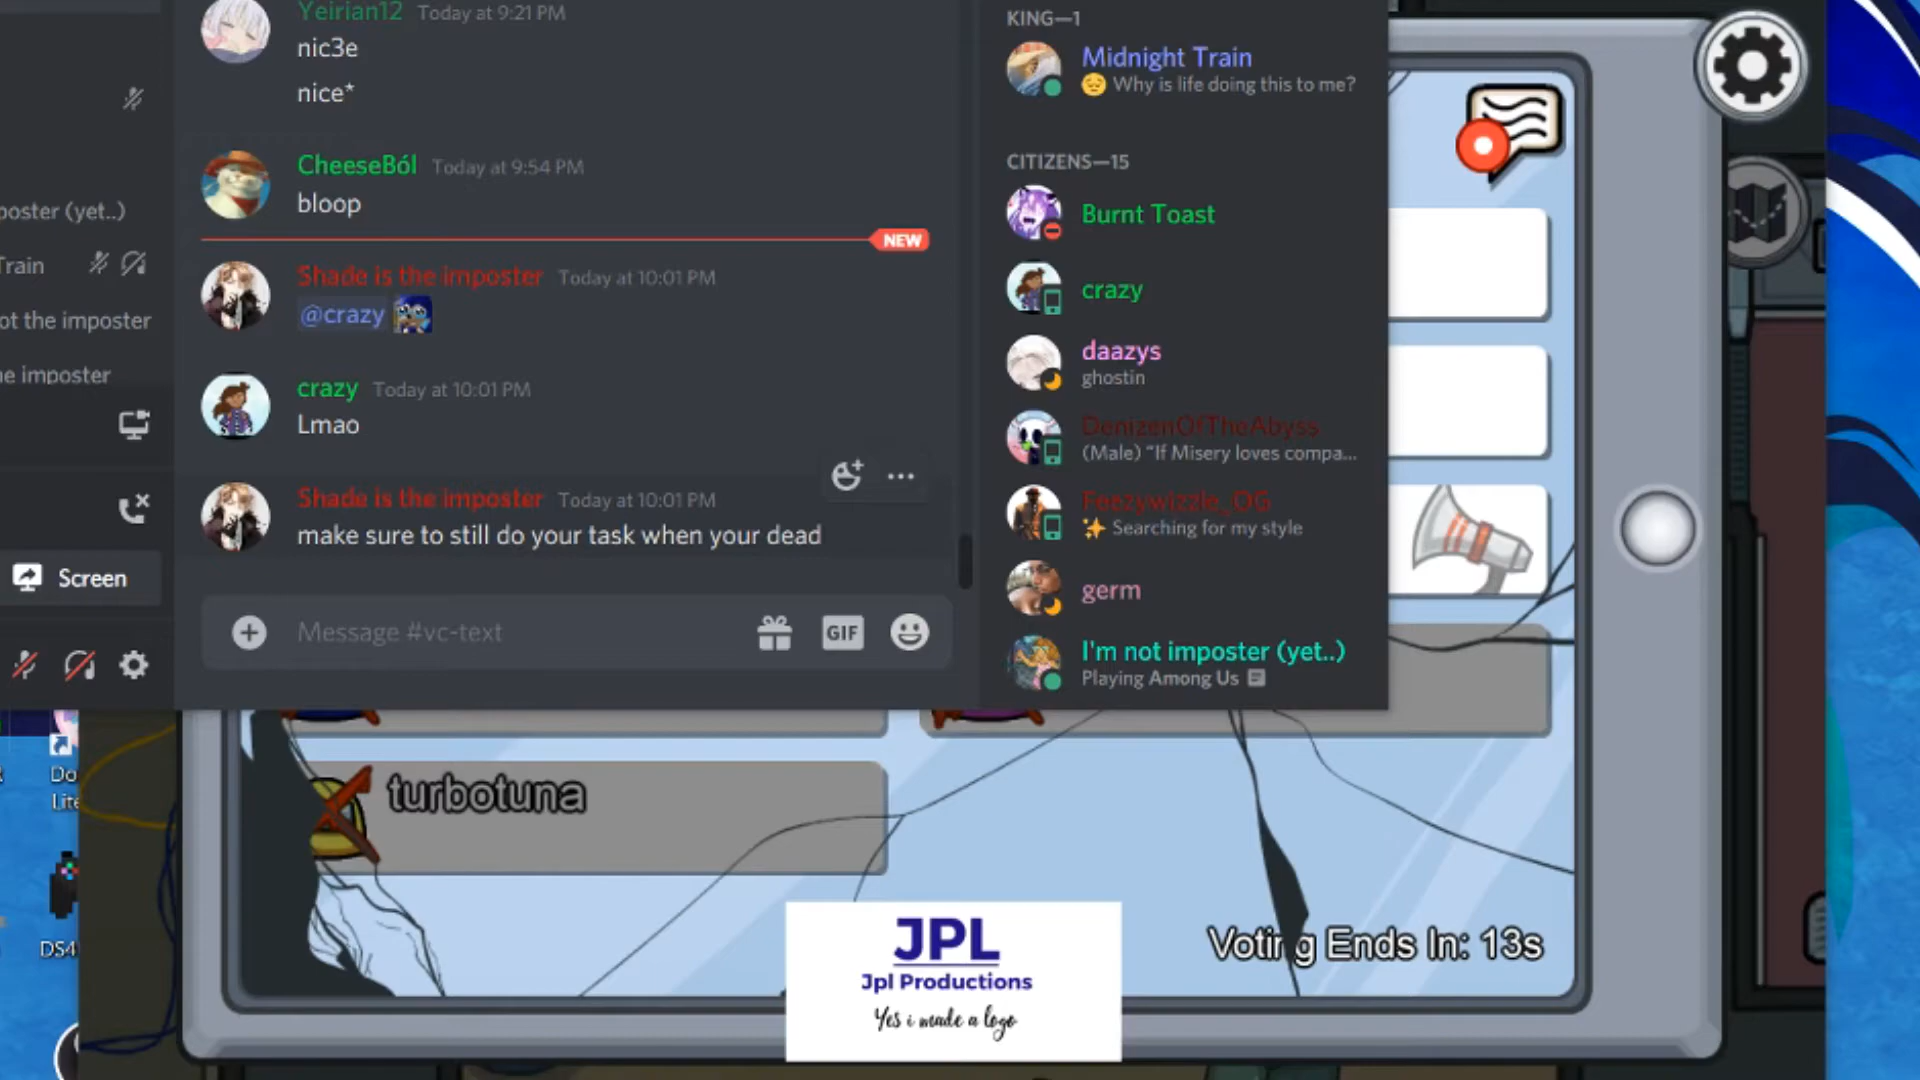 Yeirian12 Today at 9:21 PM
nic3e
nice*
CheeseBól Today at 9:54 PM
bloop
NEW
Shade is the imposter Today at 10:01 PM
@crazy
crazy Today at 10:01 PM
Lmao
Shade is the imposter Today at 10:01 PM
make sure to still do your task when your dead
Message #vc-text
GIF
poster (yet..)
Train
ot the imposter
e imposter
Screen
KING—1
Midnight Train
Why is life doing this to me?
CITIZENS—15
Burnt Toast
crazy
daazys
ghostin
DenizenOfTheAbyss
(Male) "If Misery loves compa...
Feezywizzle_OG
Searching for my style
germ
I'm not imposter (yet..)
Playing Among Us
turbotuna
Do
Lite
DS4
Voting Ends In: 13s
JPL
Jpl Productions
Yes i made a logo